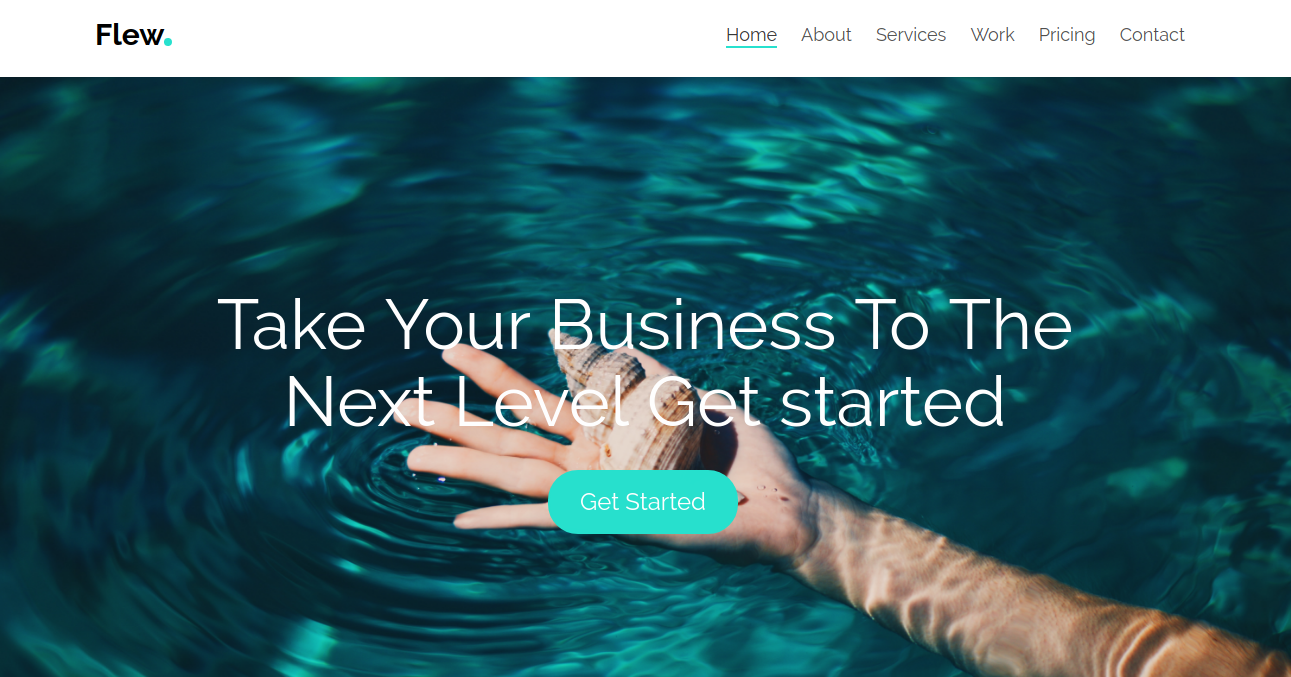 Flew.
Home About Services Work Pricing Contact
Take Your Business To The
Next Level Get started
Get Started